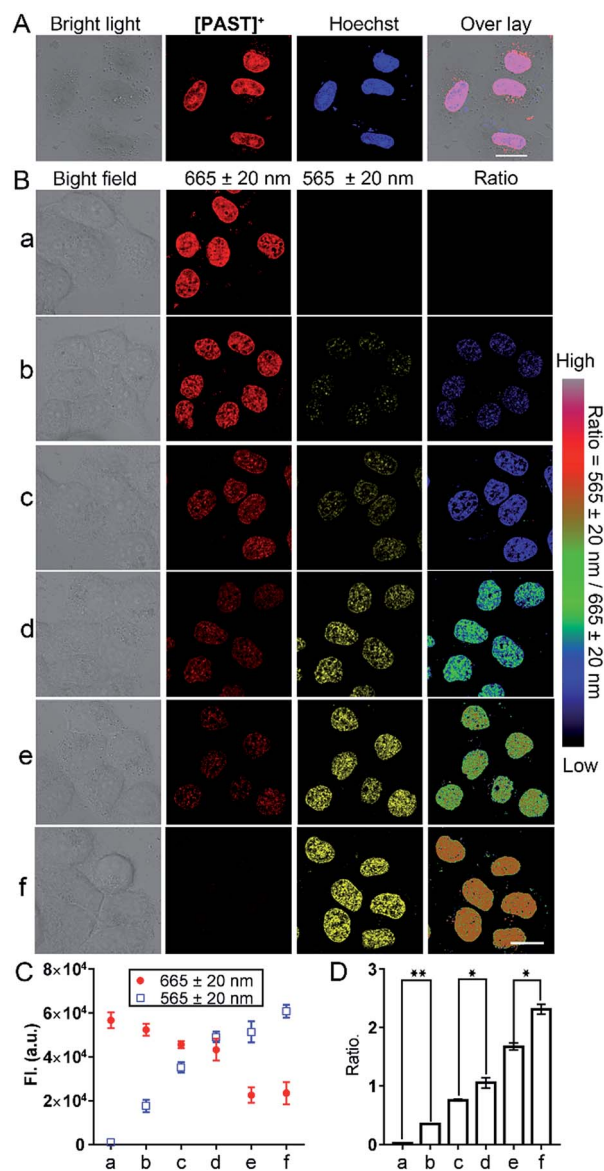 A
Bright light [PAST]⁺ Hoechst Over lay
B
Bight field 665 ± 20 nm 565 ± 20 nm Ratio
a
b
c
d
e
f
High
Ratio = 565 ± 20 nm / 665 ± 20 nm
Low
C
665 ± 20 nm
565 ± 20 nm
Fl. (a.u.)
8×10⁴
6×10⁴
4×10⁴
2×10⁴
0
a b c d e f
D
Ratio.
3
2
1
0
** * *
a b c d e f